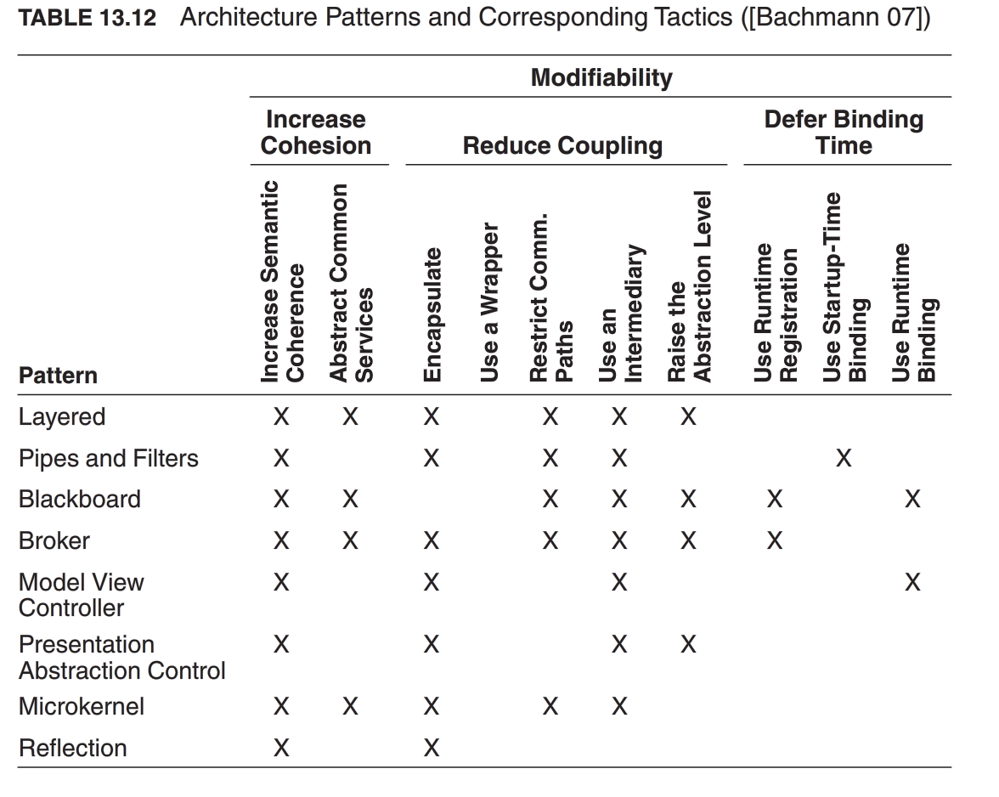 TABLE 13.12 Architecture Patterns and Corresponding Tactics ([Bachmann 07])
Modifiability
Increase Cohesion
Reduce Coupling
Defer Binding Time
Pattern
Increase Semantic Coherence
Abstract Common Services
Encapsulate
Use a Wrapper
Restrict Comm. Paths
Use an Intermediary
Raise the Abstraction Level
Use Runtime Registration
Use Startup-Time Binding
Use Runtime Binding
Layered X X X X X X
Pipes and Filters X X X X X
Blackboard X X X X X X X
Broker X X X X X X X
Model View X X X X
Controller
Presentation X X X X
Abstraction Control
Microkernel X X X X X
Reflection X X